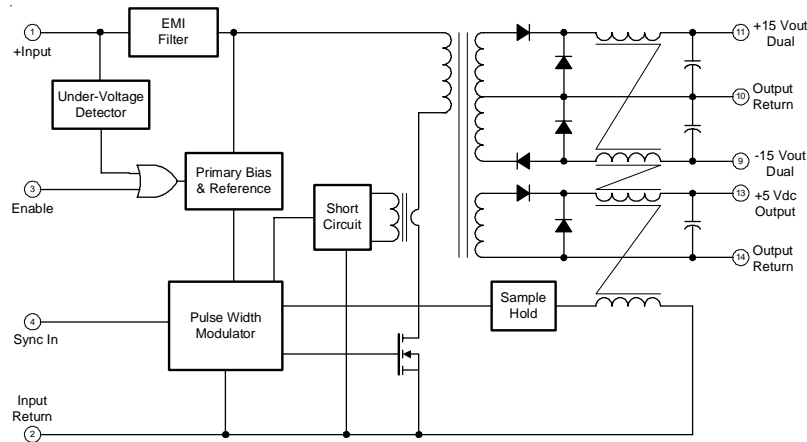 1
+Input
EMI
Filter
Under-Voltage
Detector
3
Enable
Primary Bias
& Reference
Short
Circuit
4
Sync In
Pulse Width
Modulator
Sample
Hold
Input
Return
2
11
+15 Vout
Dual
10
Output
Return
9
-15 Vout
Dual
13
+5 Vdc
Output
14
Output
Return